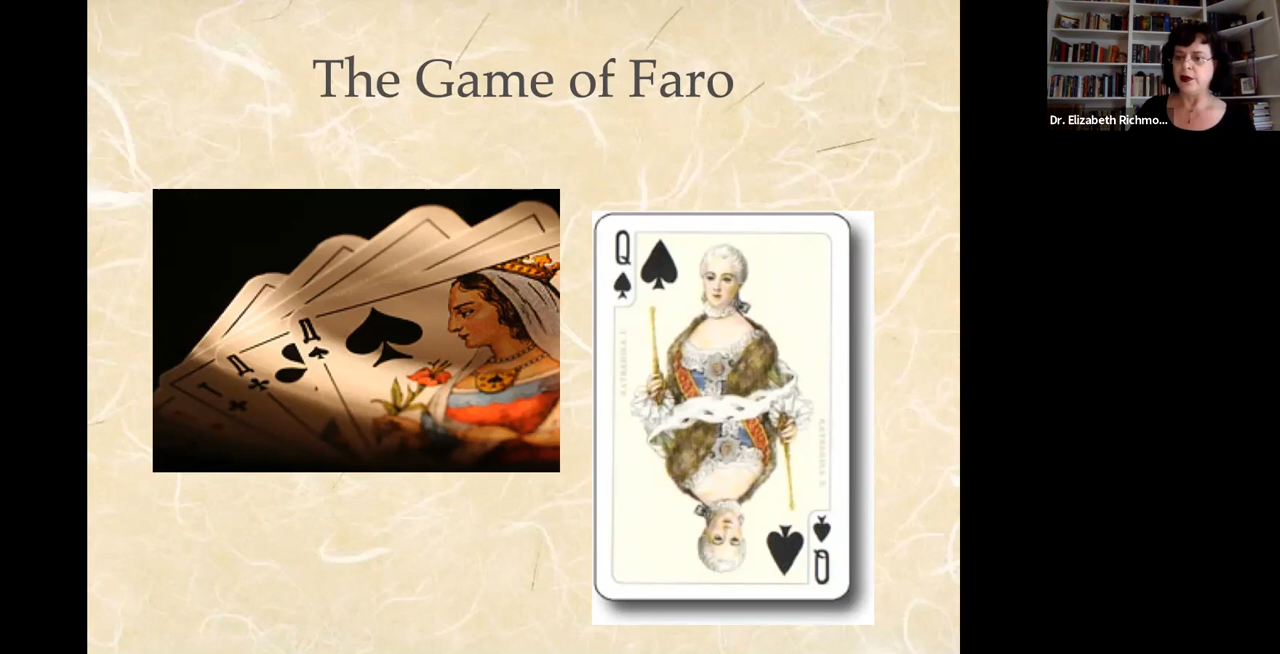 The Game of Faro
Dr. Elizabeth Richmo...
Q
Д
Д
Q